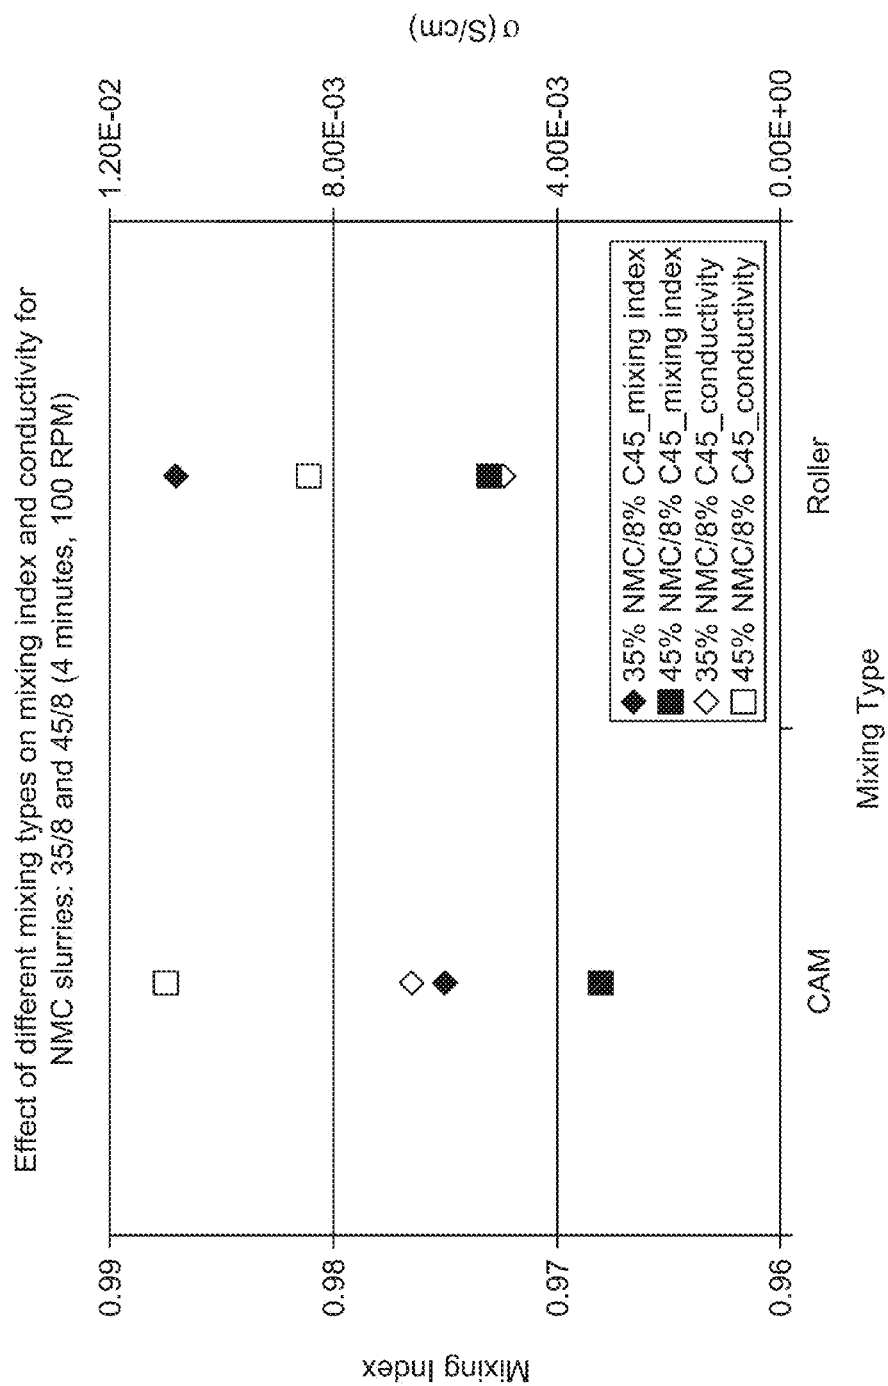 Effect of different mixing types on mixing index and conductivity for
NMC slurries: 35/8 and 45/8 (4 minutes, 100 RPM)
Mixing Index
0.99
0.98
0.97
0.96
σ (S/cm)
1.20E-02
8.00E-03
4.00E-03
0.00E+00
35% NMC/8% C45_mixing index
45% NMC/8% C45_mixing index
35% NMC/8% C45_conductivity
45% NMC/8% C45_conductivity
CAM
Roller
Mixing Type